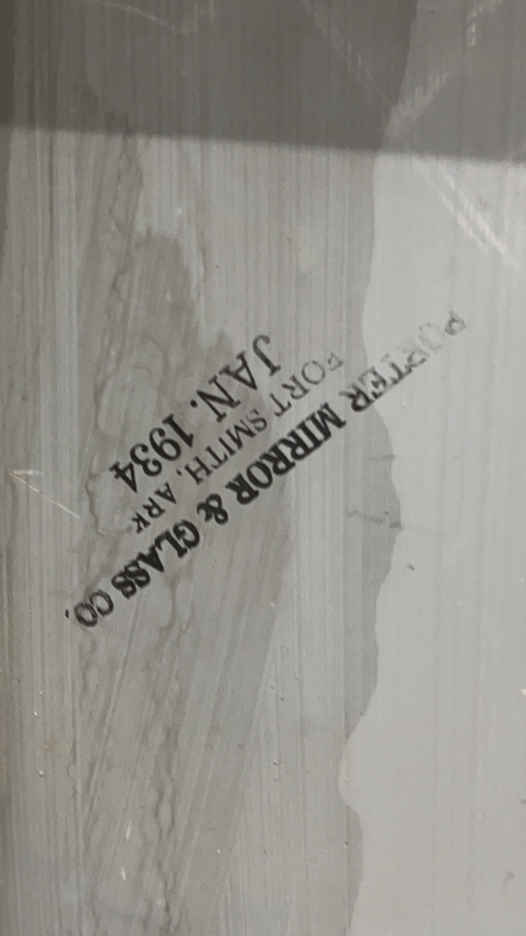 PORTER MIRROR & GLASS CO.
FORT SMITH, ARK
JAN. 1934